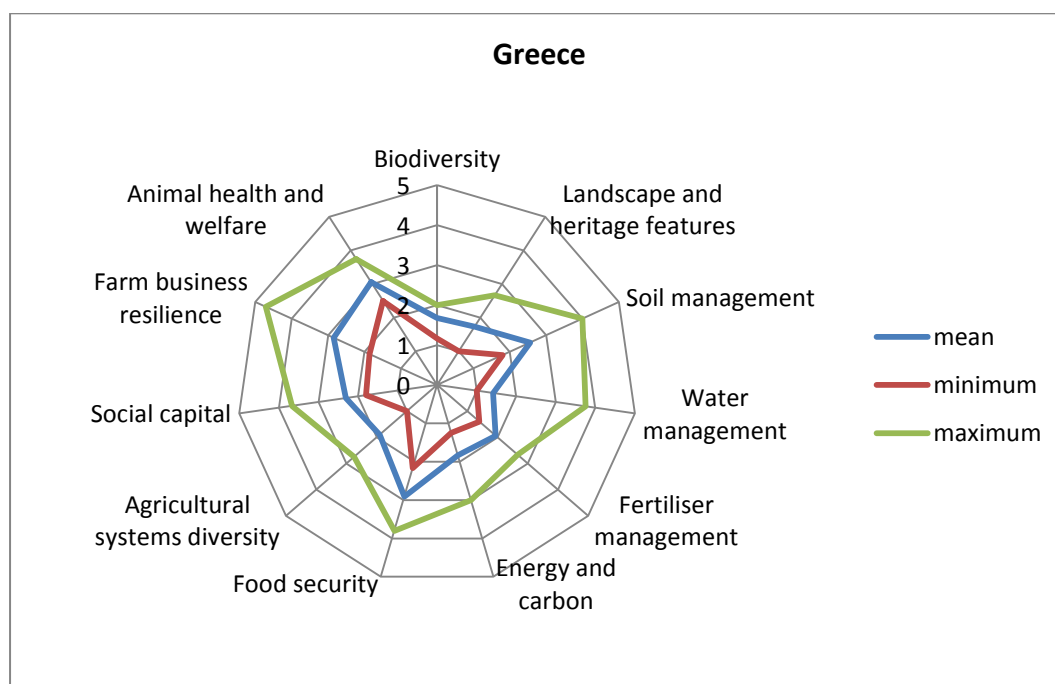 Greece
Biodiversity
Landscape and
heritage features
Soil management
Water
management
Fertiliser
management
Energy and
carbon
Food security
Agricultural
systems diversity
Social capital
Farm business
resilience
Animal health and
welfare
5
4
3
2
1
0
mean
minimum
maximum